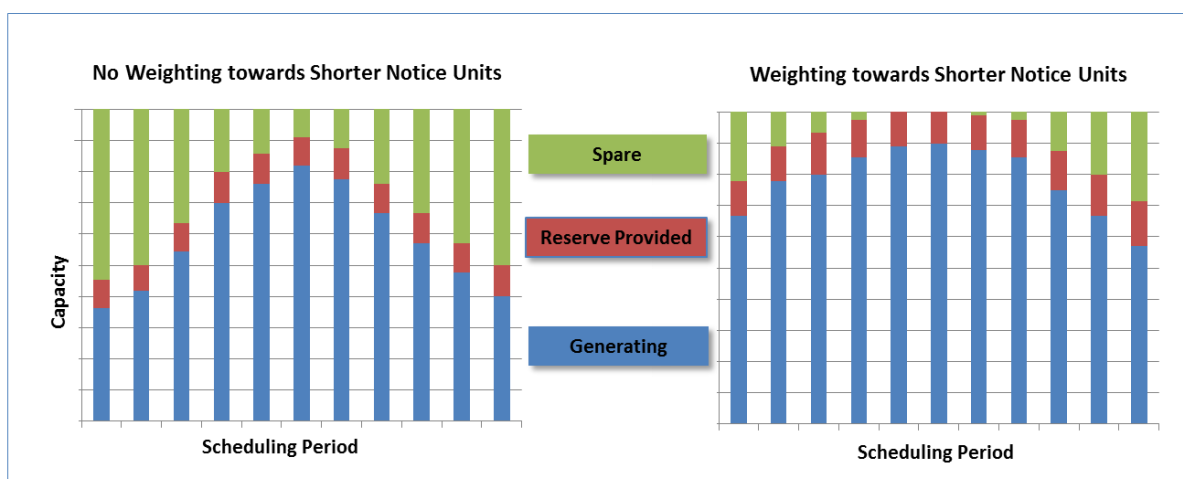 No Weighting towards Shorter Notice Units
Weighting towards Shorter Notice Units
Spare
Reserve Provided
Generating
Capacity
Scheduling Period
Scheduling Period